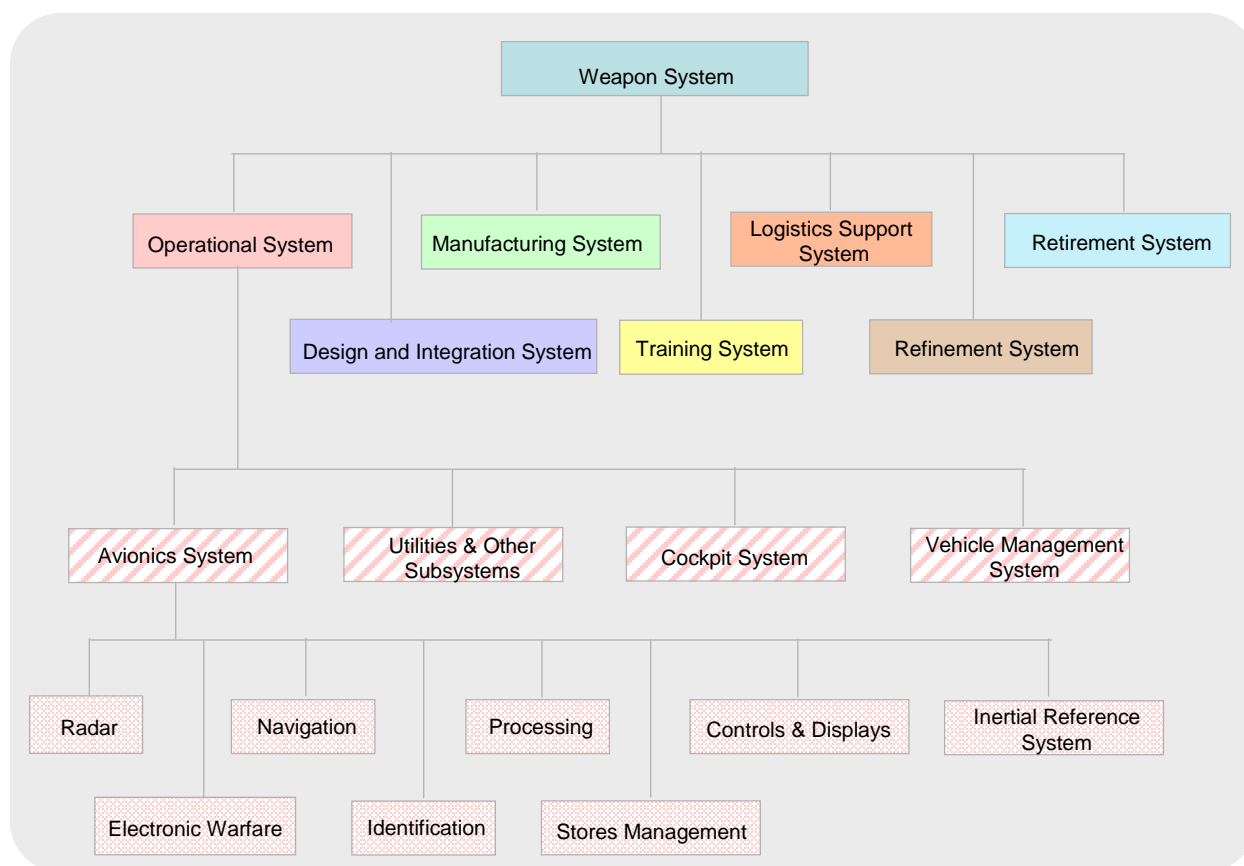 Weapon System
Operational System
Manufacturing System
Logistics Support
System
Retirement System
Design and Integration System
Training System
Refinement System
Avionics System
Utilities & Other
Subsystems
Cockpit System
Vehicle Management
System
Radar
Navigation
Processing
Controls & Displays
Inertial Reference
System
Electronic Warfare
Identification
Stores Management